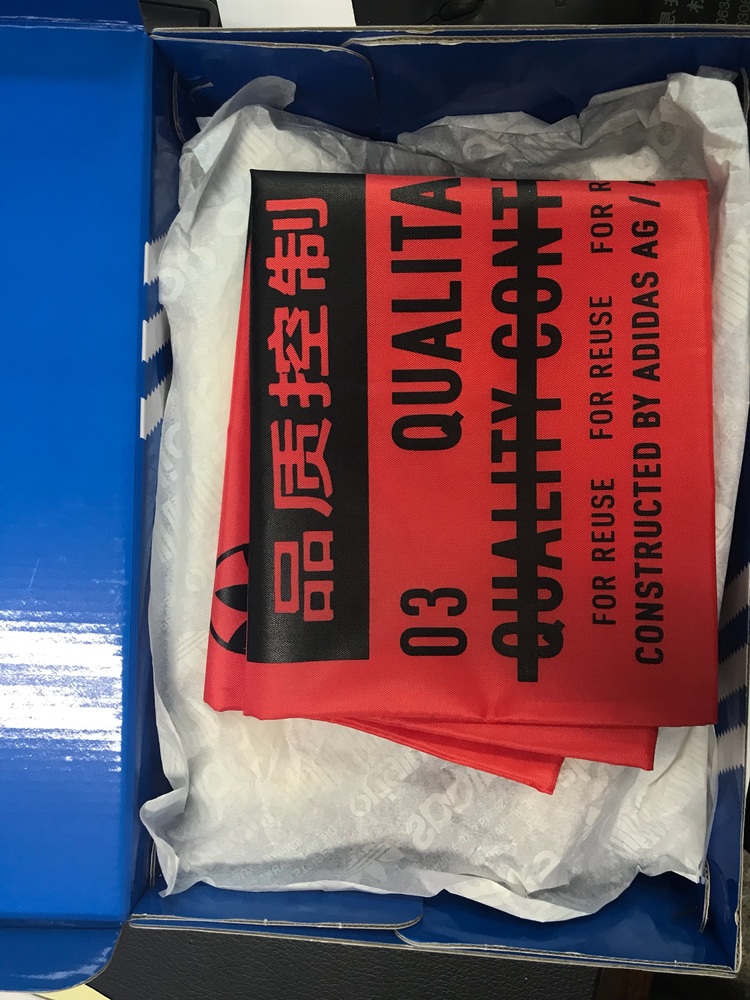 品质控制
QUALITA
03
QUALITY CONT
FOR REUSE FOR REUSE FOR R
CONSTRUCTED BY ADIDAS AG /